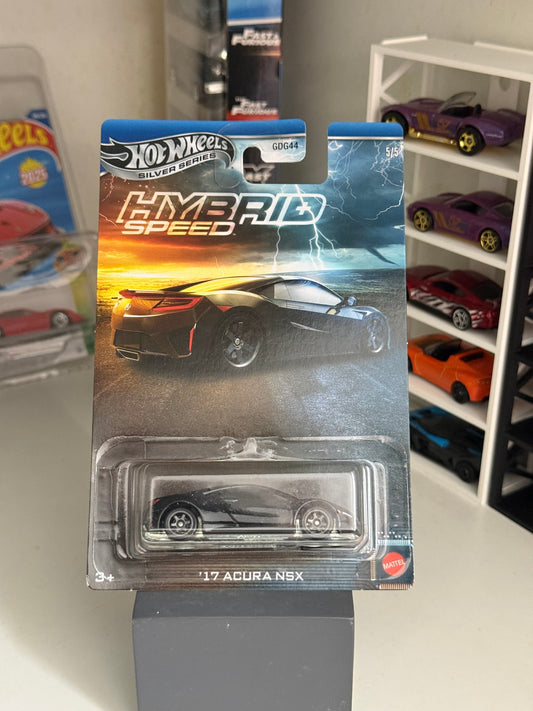 FAST &
FURIOUS
FAST
FURIOUS
eels
2025
HOT WHEELS
SILVER SERIES
GDG44
5/5
HYBRID
SPEED
3+
'17 ACURA NSX
MATTEL